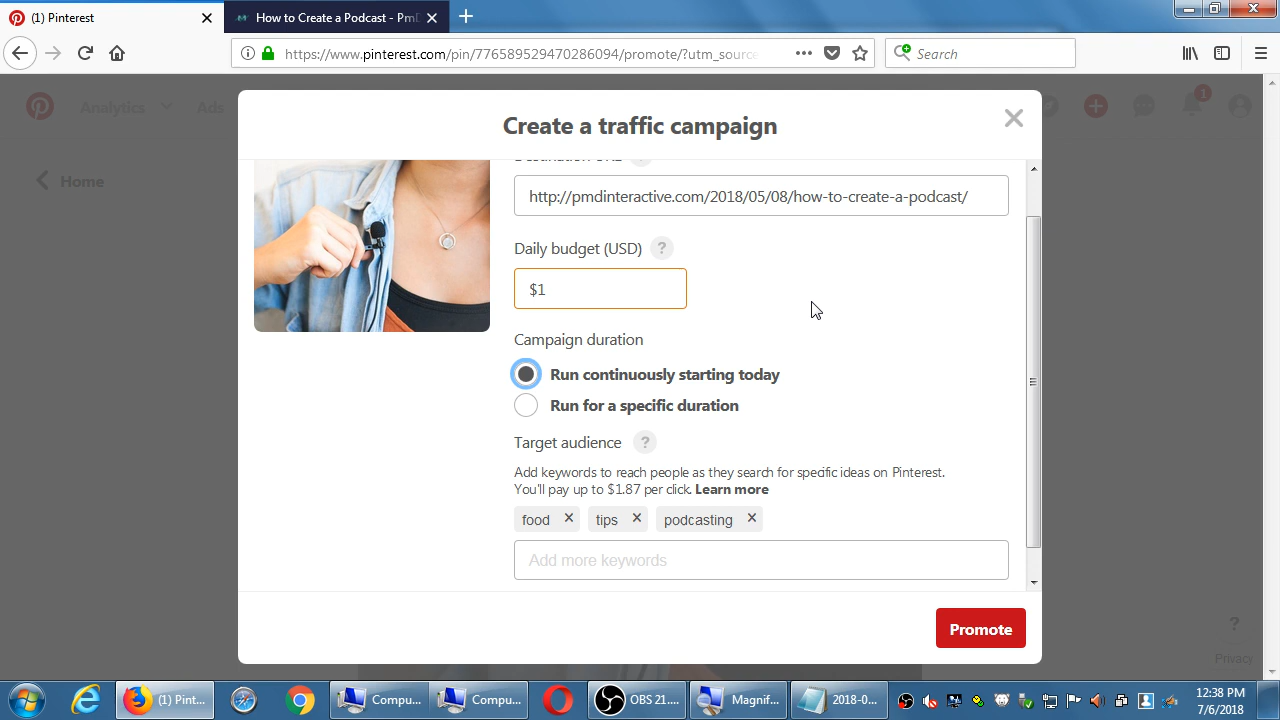 (1) Pinterest
How to Create a Podcast - PmD
https://www.pinterest.com/pin/776589529470286094/promote/?utm_source
Search
Analytics
Ads
1
Home
Create a traffic campaign
http://pmdinteractive.com/2018/05/08/how-to-create-a-podcast/
Daily budget (USD) ?
$1
Campaign duration
Run continuously starting today
Run for a specific duration
Target audience ?
Add keywords to reach people as they search for specific ideas on Pinterest.
You'll pay up to $1.87 per click. Learn more
food × tips × podcasting ×
Add more keywords
Promote
?
Privacy
(1) Pint...
Compu...
Compu...
OBS 21....
Magnif...
2018-0...
12:38 PM
7/6/2018